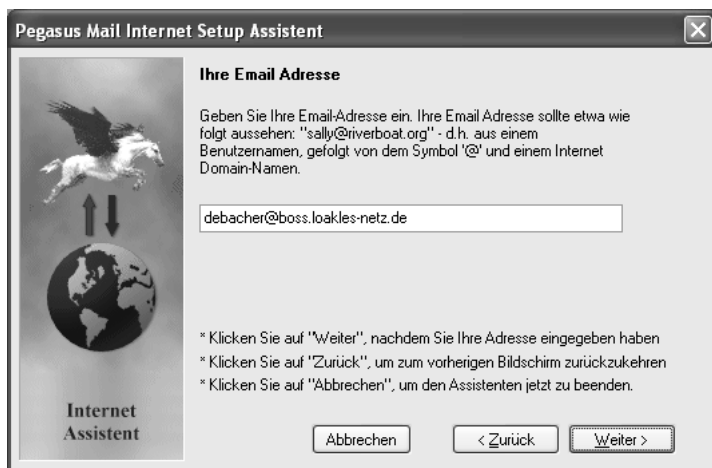 Pegasus Mail Internet Setup Assistent
Ihre Email Adresse
Geben Sie Ihre Email-Adresse ein. Ihre Email Adresse sollte etwa wie
folgt aussehen: "sally@riverboat.org" - d.h. aus einem
Benutzernamen, gefolgt von dem Symbol '@' und einem Internet
Domain-Namen.
debacher@boss.loakles-netz.de
* Klicken Sie auf "Weiter", nachdem Sie Ihre Adresse eingegeben haben
* Klicken Sie auf "Zurück", um zum vorherigen Bildschirm zurückzukehren
* Klicken Sie auf "Abbrechen", um den Assistenten jetzt zu beenden.
Internet
Assistent
Abbrechen
< Zurück
Weiter >